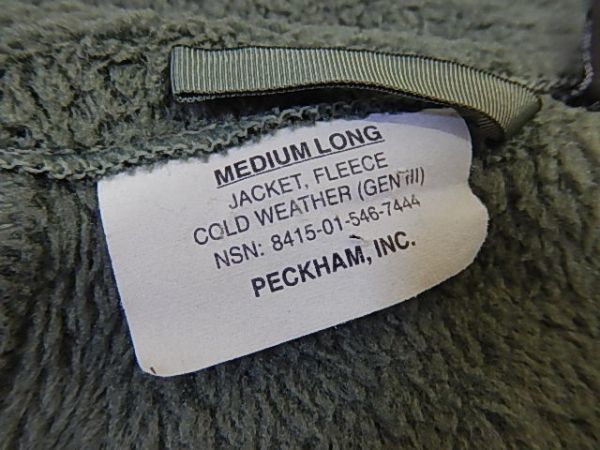 MEDIUM LONG
JACKET, FLEECE
COLD WEATHER (GEN III)
NSN: 8415-01-546-7444
PECKHAM, INC.